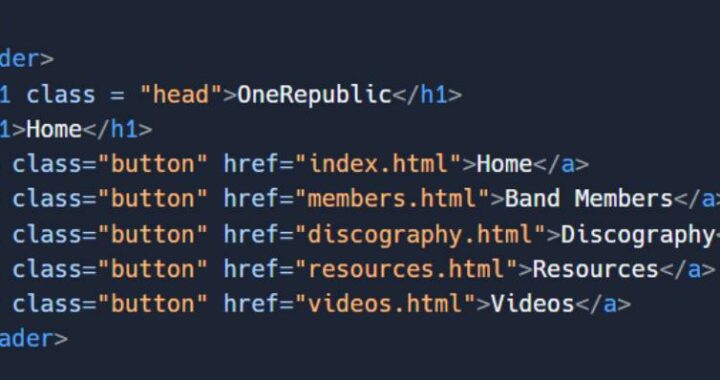 der>
1 class = "head">OneRepublic</h1>
1>Home</h1>
class="button" href="index.html">Home</a>
class="button" href="members.html">Band Members</a>
class="button" href="discography.html">Discography<
class="button" href="resources.html">Resources</a>
class="button" href="videos.html">Videos</a>
ader>